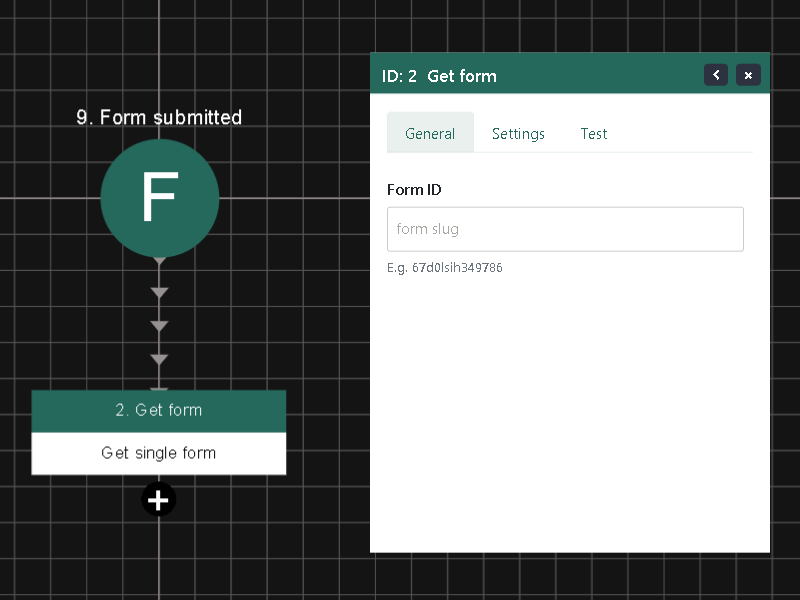 9. Form submitted
F
2. Get form
Get single form
ID: 2 Get form
General Settings Test
Form ID
form slug
E.g. 67d0lsih349786